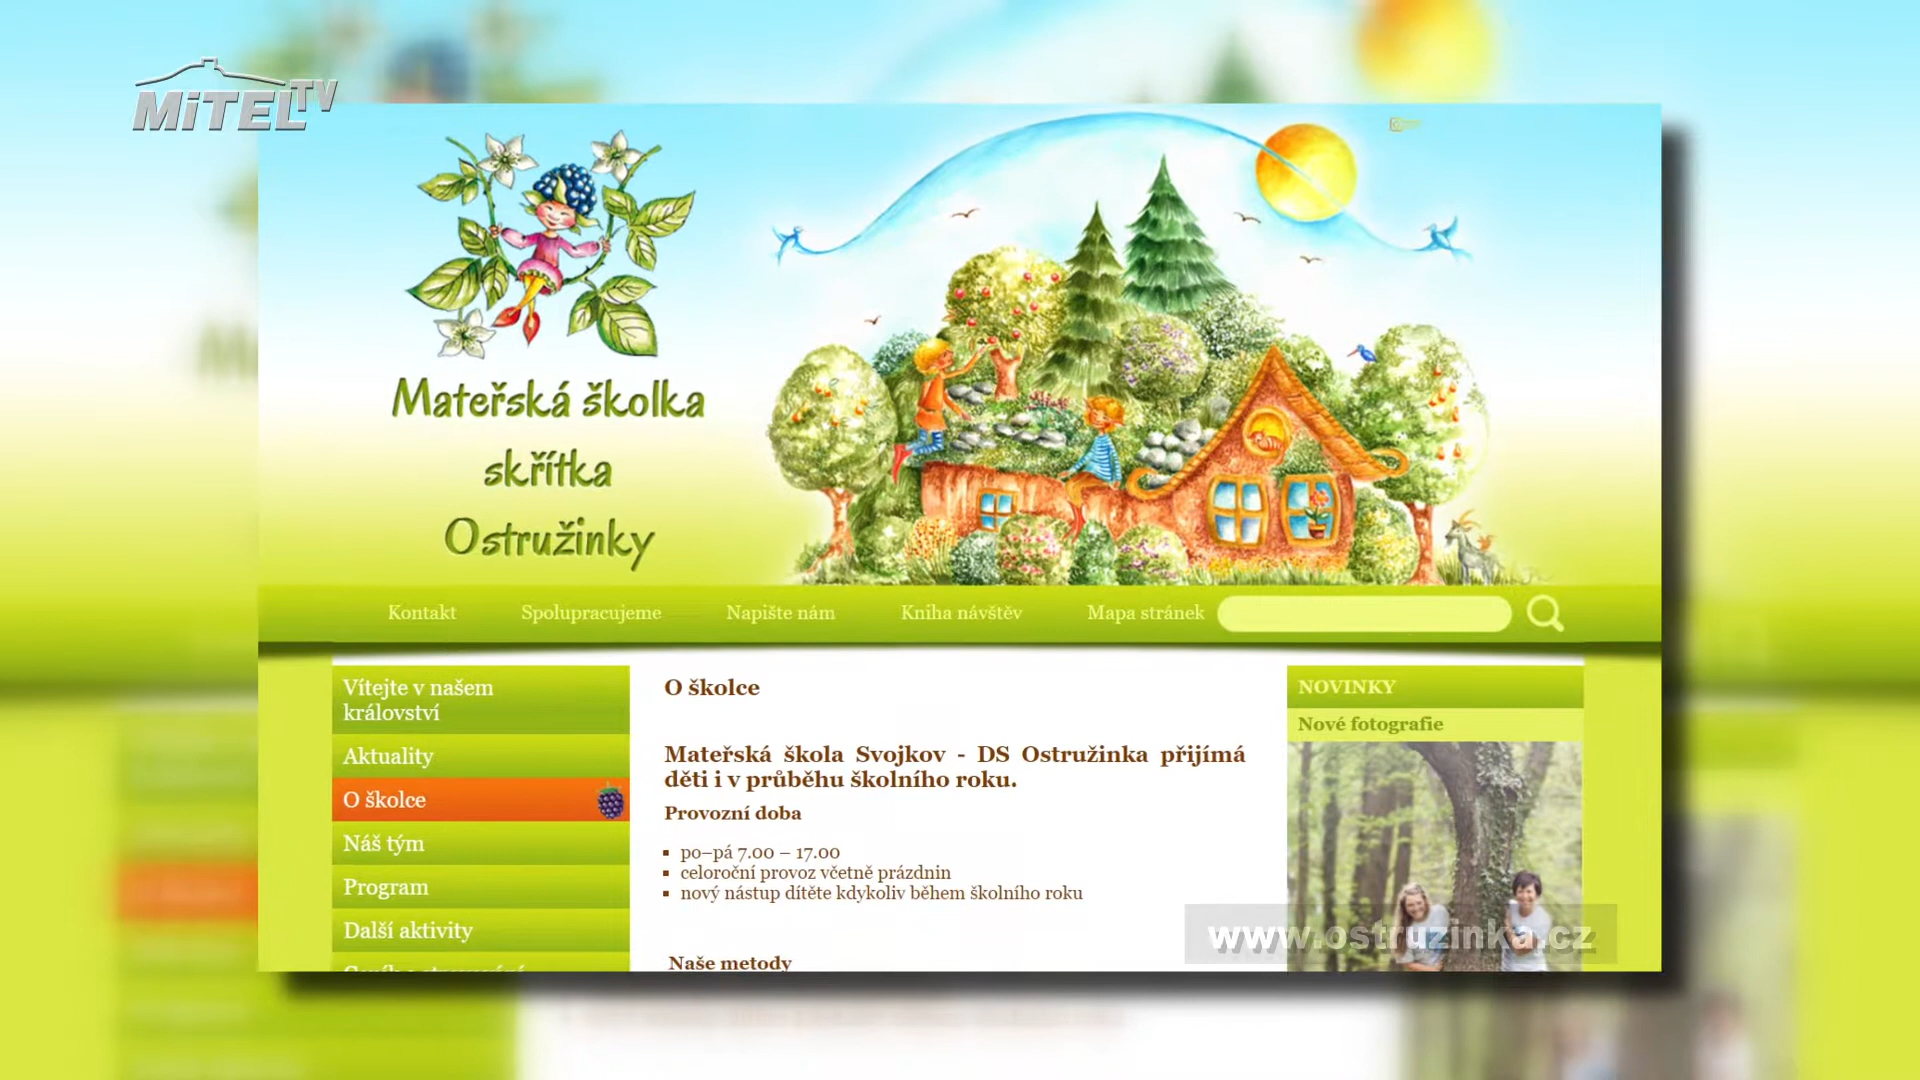 MiTEL TV
Mateřská školka
skřítka
Ostružinky
Kontakt Spolupracujeme Napište nám Kniha návštěv Mapa stránek
Vítejte v našem
království
Aktuality
O školce
Náš tým
Program
Další aktivity
O školce
Mateřská škola Svojkov - DS Ostružinka přijímá
děti i v průběhu školního roku.
Provozní doba
po–pá 7.00 – 17.00
celoroční provoz včetně prázdnin
nový nástup dítěte kdykoliv během školního roku
Naše metody
NOVINKY
Nové fotografie
www.ostruzinka.cz